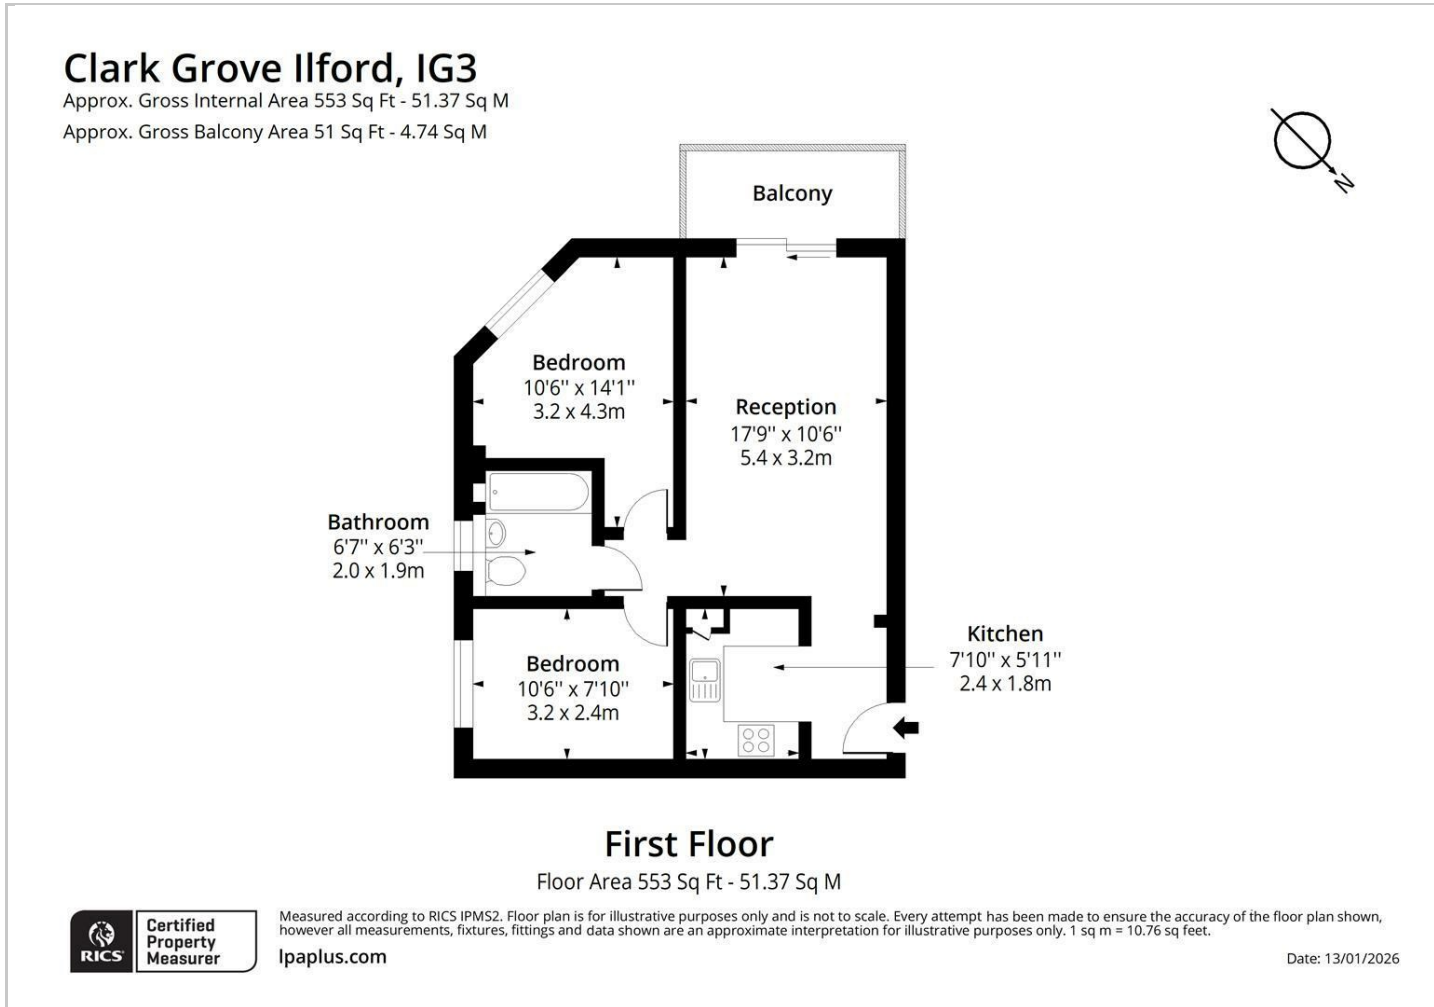 Clark Grove Ilford, IG3
Approx. Gross Internal Area 553 Sq Ft - 51.37 Sq M
Approx. Gross Balcony Area 51 Sq Ft - 4.74 Sq M
N
Balcony
Bedroom
10'6'' x 14'1''
3.2 x 4.3m
Reception
17'9'' x 10'6''
5.4 x 3.2m
Bathroom
6'7'' x 6'3''
2.0 x 1.9m
Bedroom
10'6'' x 7'10''
3.2 x 2.4m
Kitchen
7'10'' x 5'11''
2.4 x 1.8m
First Floor
Floor Area 553 Sq Ft - 51.37 Sq M
RICS
Certified
Property
Measurer
Measured according to RICS IPMS2. Floor plan is for illustrative purposes only and is not to scale. Every attempt has been made to ensure the accuracy of the floor plan shown,
however all measurements, fixtures, fittings and data shown are an approximate interpretation for illustrative purposes only. 1 sq m = 10.76 sq feet.
lpaplus.com
Date: 13/01/2026